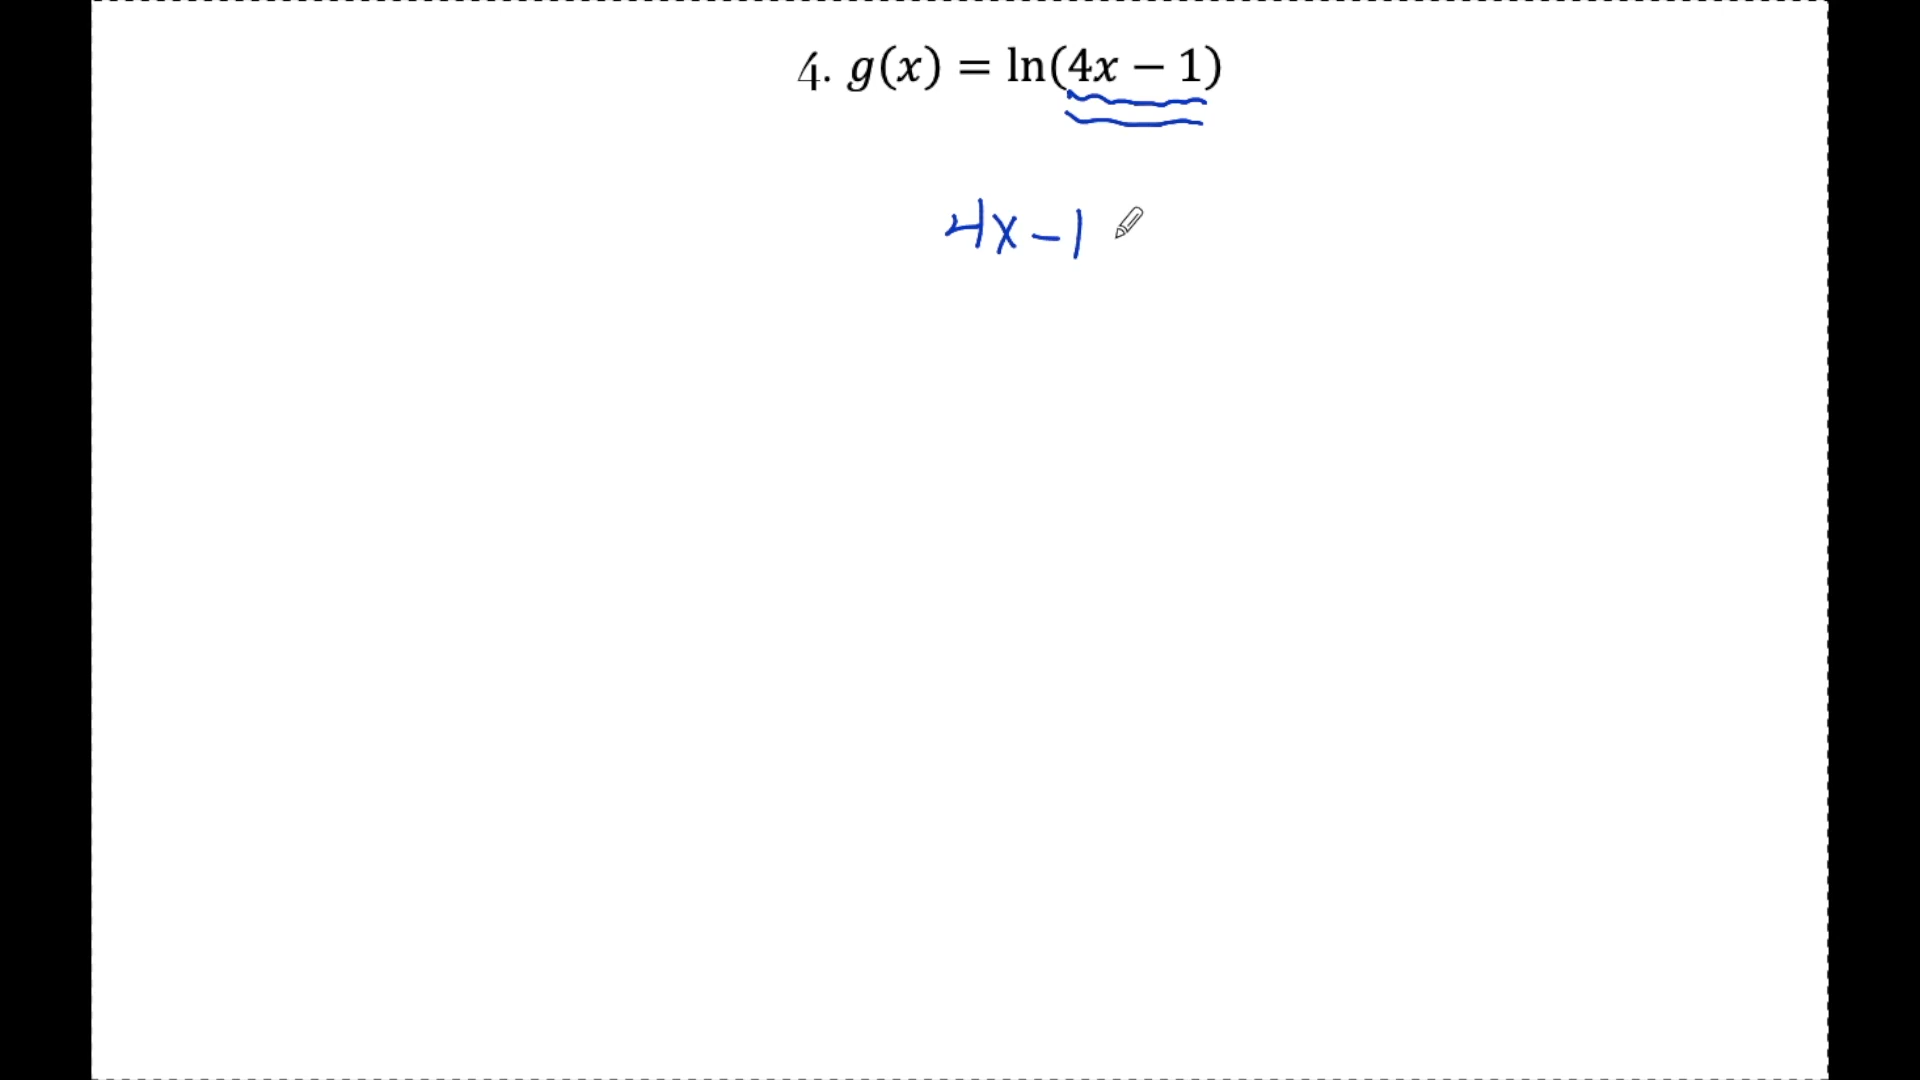 4. g(x) = ln(4x − 1)
4x − 1